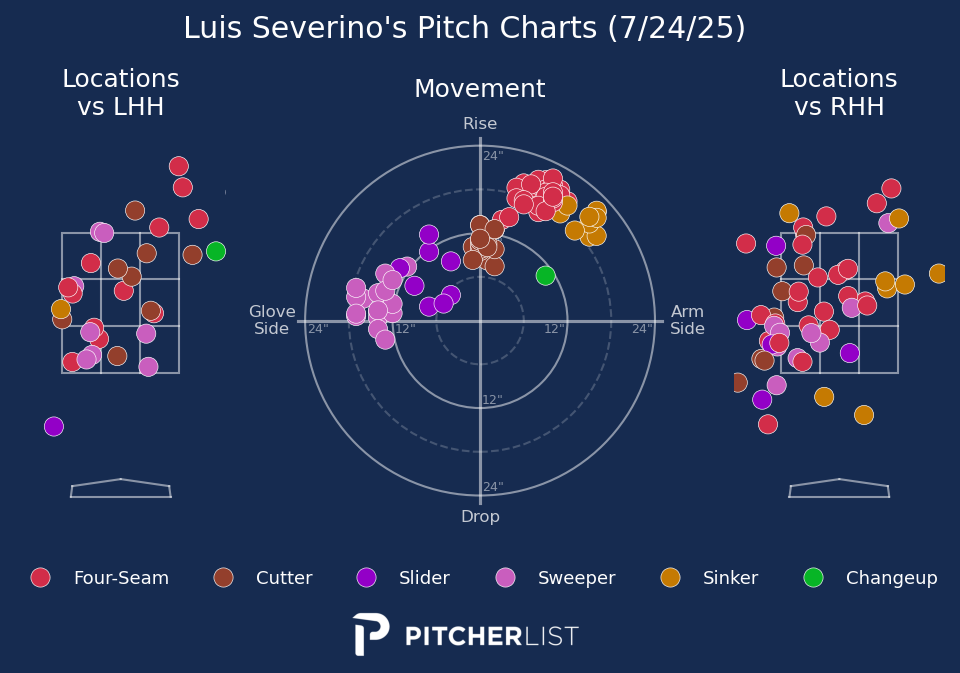 Luis Severino's Pitch Charts (7/24/25)
Locations
vs LHH
Movement
Locations
vs RHH
Rise
24"
Glove
Side
24"
12"
12"
24"
Arm
Side
12"
24"
Drop
Four-Seam
Cutter
Slider
Sweeper
Sinker
Changeup
PITCHERLIST